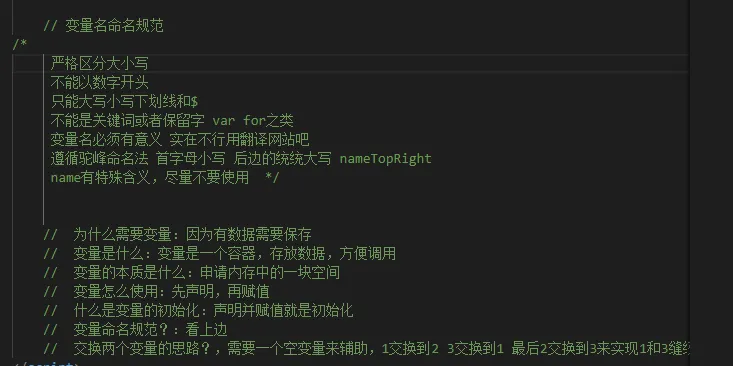 // 变量名命名规范
/*
严格区分大小写
不能以数字开头
只能大写小写下划线和$
不能是关键词或者保留字 var for之类
变量名必须有意义 实在不行用翻译网站吧
遵循驼峰命名法 首字母小写 后边的统统大写 nameTopRight
name有特殊含义，尽量不要使用 */
// 为什么需要变量：因为有数据需要保存
// 变量是什么：变量是一个容器，存放数据，方便调用
// 变量的本质是什么：申请内存中的一块空间
// 变量怎么使用：先声明，再赋值
// 什么是变量的初始化：声明并赋值就是初始化
// 变量命名规范？：看上边
// 交换两个变量的思路？，需要一个空变量来辅助，1交换到2 3交换到1 最后2交换到3来实现1和3缝